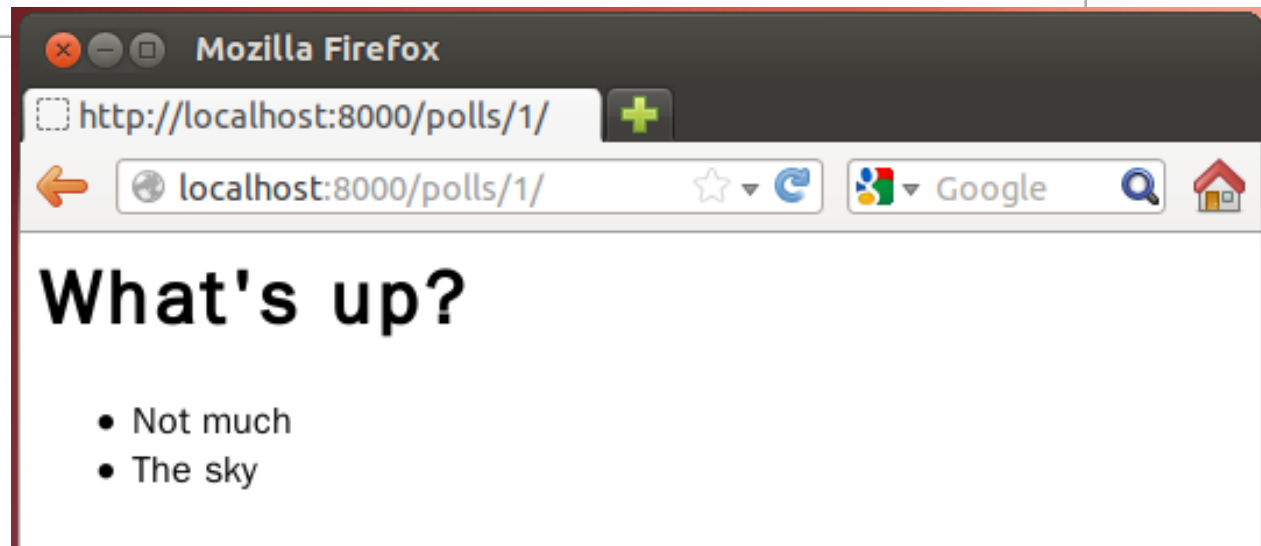 Mozilla Firefox
http://localhost:8000/polls/1/
localhost:8000/polls/1/
Google
What's up?
Not much
The sky